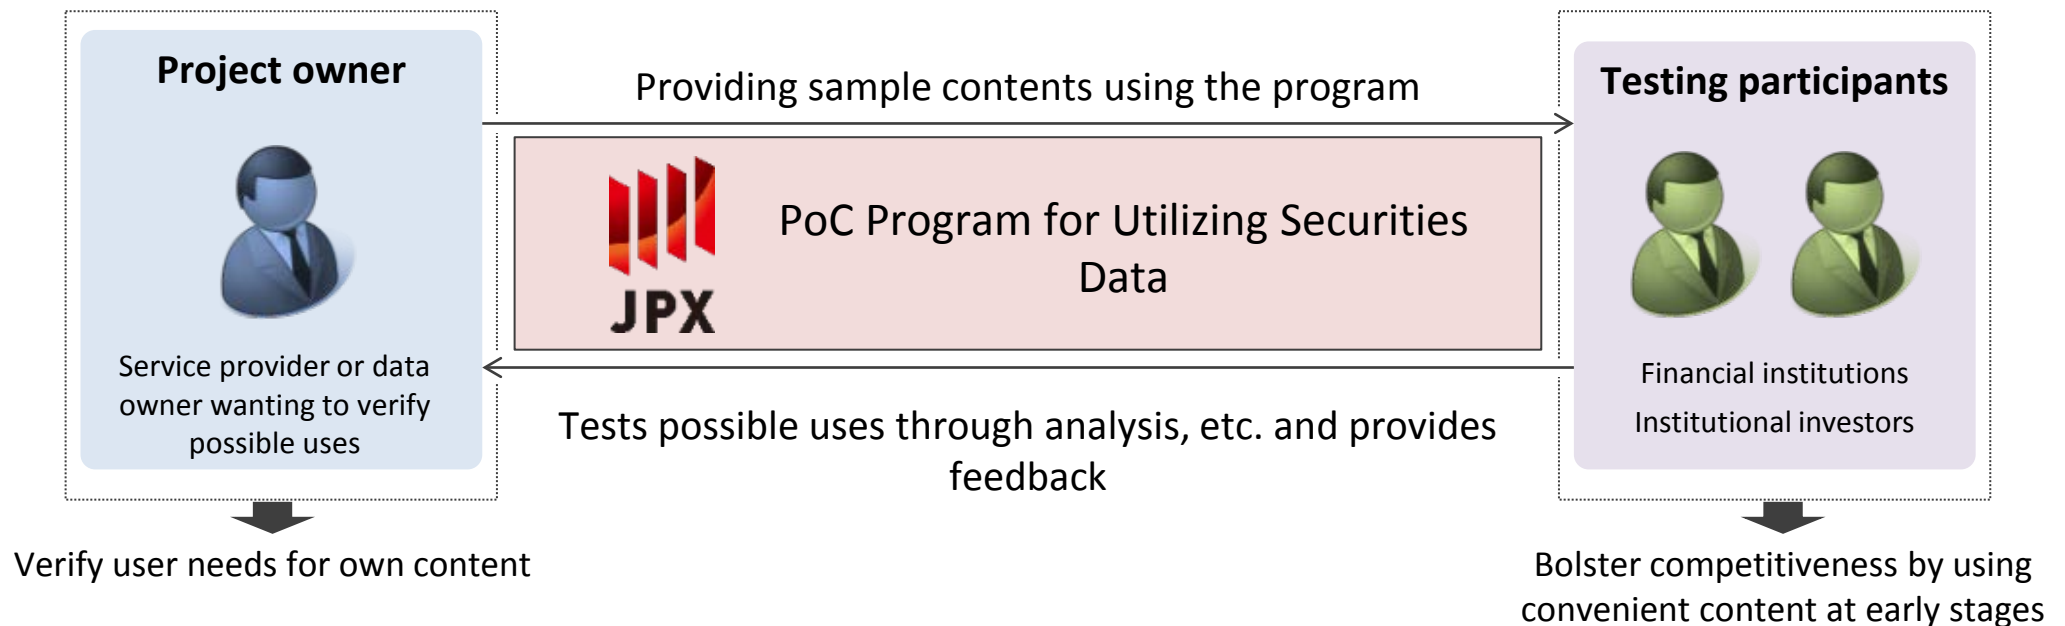 Project owner
Service provider or data
owner wanting to verify
possible uses
Providing sample contents using the program
JPX
PoC Program for Utilizing Securities
Data
Tests possible uses through analysis, etc. and provides
feedback
Testing participants
Financial institutions
Institutional investors
Verify user needs for own content
Bolster competitiveness by using
convenient content at early stages